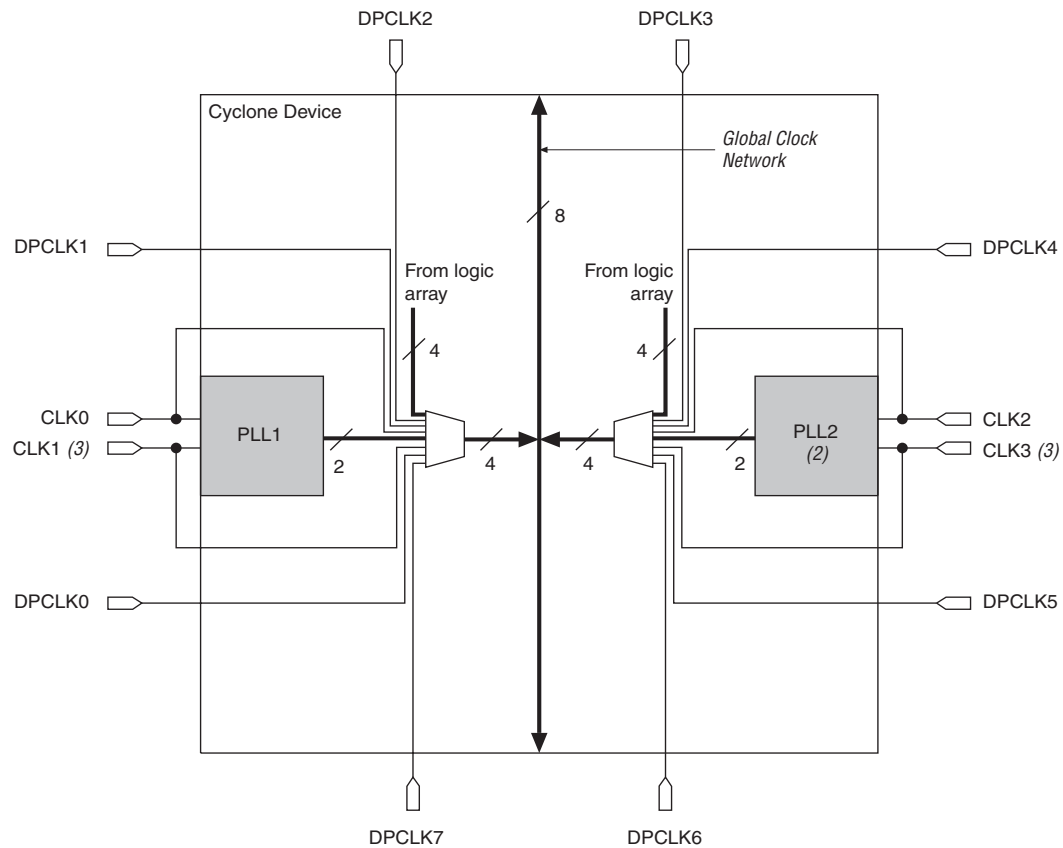 DPCLK2
DPCLK3
Cyclone Device
Global Clock
Network
8
DPCLK1
DPCLK4
From logic
array
From logic
array
4
4
CLK0
CLK1 (3)
PLL1
2
4
4
2
PLL2
(2)
CLK2
CLK3 (3)
DPCLK0
DPCLK5
DPCLK7
DPCLK6